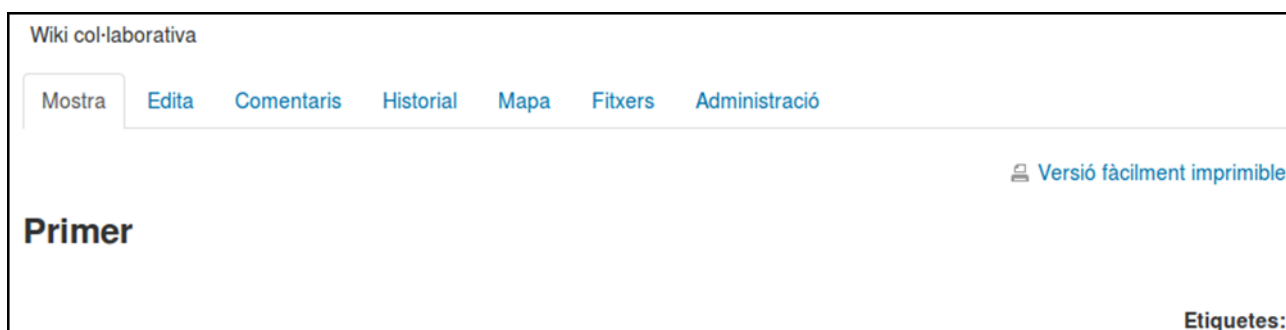 Wiki col·laborativa
Mostra Edita Comentaris Historial Mapa Fitxers Administració
Versió fàcilment imprimible
Primer
Etiquetes: